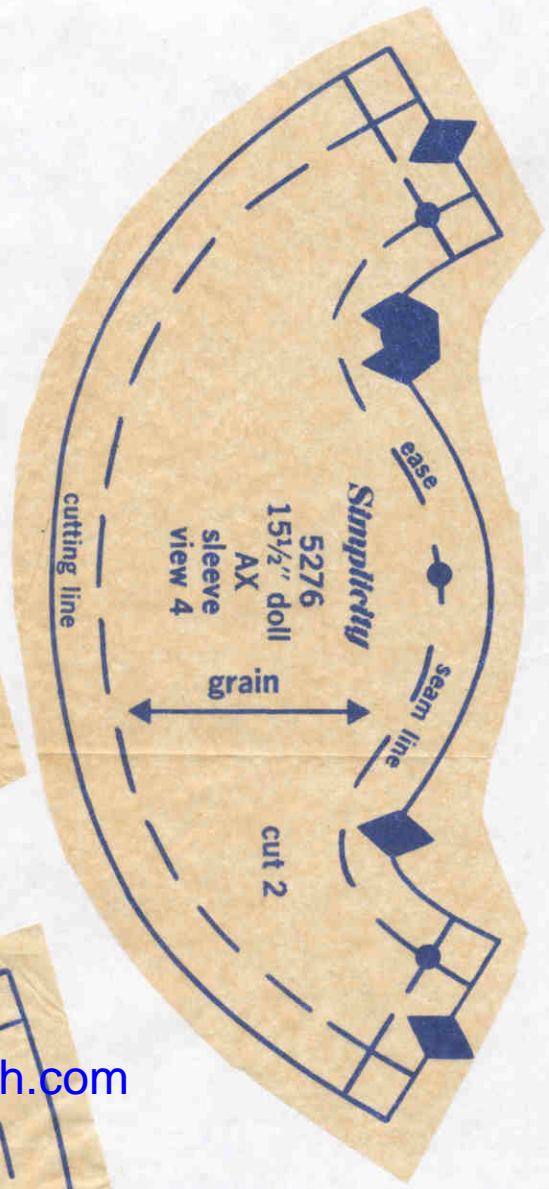 Simplicity
5276
15½" doll
AX
sleeve
view 4
ease
seam line
grain
cut 2
cutting line
h.com